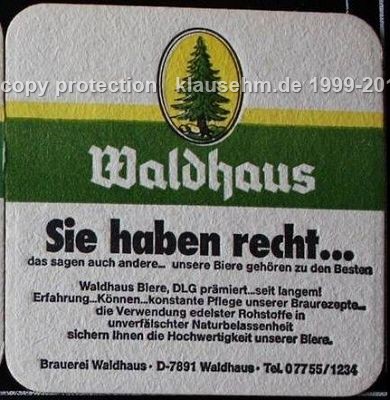 copy protection klausehm.de 1999-201
Waldhaus
Sie haben recht...
das sagen auch andere... unsere Biere gehören zu den Besten
Waldhaus Biere, DLG prämiert...seit langem!
Erfahrung...Können...konstante Pflege unserer Braurezepte...
die Verwendung edelster Rohstoffe in
unverfälschter Naturbelassenheit
sichern Ihnen die Hochwertigkeit unserer Biere.
Brauerei Waldhaus · D-7891 Waldhaus · Tel. 07755/1234